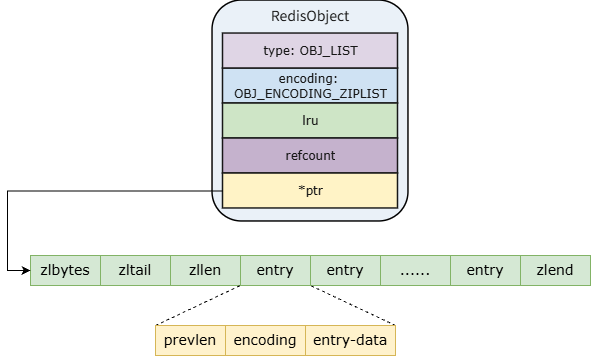 RedisObject
type: OBJ_LIST
encoding:
OBJ_ENCODING_ZIPLIST
lru
refcount
*ptr
zlbytes zltail zllen entry entry ...... entry zlend
prevlen encoding entry-data